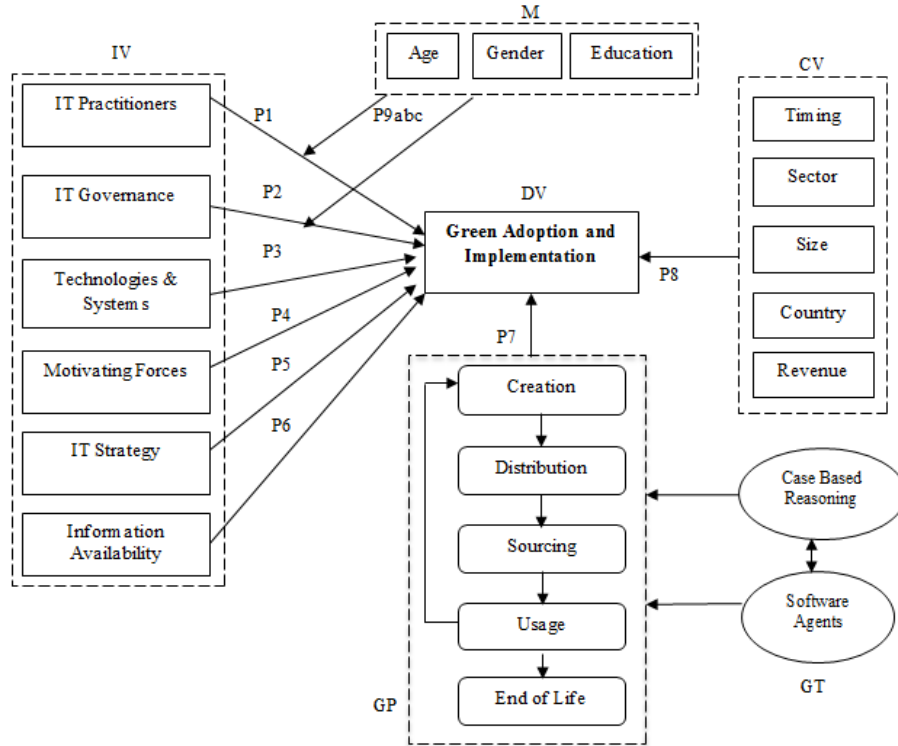 M
Age
Gender
Education
IV
IT Practitioners
IT Governance
Technologies &
Systems
Motivating Forces
IT Strategy
Information
Availability
P1
P9abc
P2
P3
P4
P5
P6
DV
Green Adoption and
Implementation
P8
CV
Timing
Sector
Size
Country
Revenue
P7
Creation
Distribution
Sourcing
Usage
End of Life
GP
Case Based
Reasoning
Software
Agents
GT